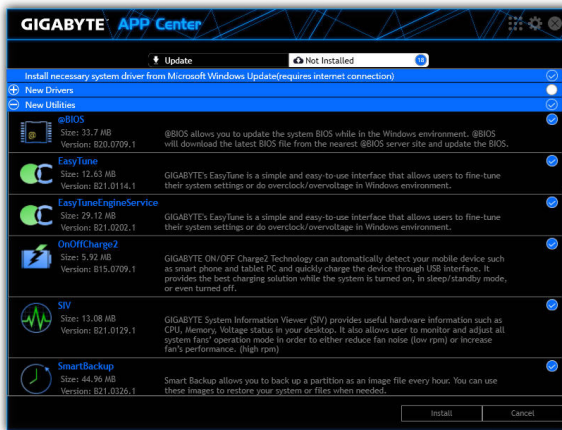 GIGABYTE APP Center
Update
Not Installed 18
Install necessary system driver from Microsoft Windows Update(requires internet connection)
New Drivers
New Utilities
@BIOS
Size: 33.7 MB
Version: B20.0709.1
@BIOS allows you to update the system BIOS while in the Windows environment. @BIOS
will download the latest BIOS file from the nearest @BIOS server site and update the BIOS.
EasyTune
Size: 12.63 MB
Version: B21.0114.1
GIGABYTE's EasyTune is a simple and easy-to-use interface that allows users to fine-tune
their system settings or do overclock/overvoltage in Windows environment.
EasyTuneEngineService
Size: 29.12 MB
Version: B21.0202.1
GIGABYTE's EasyTune is a simple and easy-to-use interface that allows users to fine-tune
their system settings or do overclock/overvoltage in Windows environment.
OnOffCharge2
Size: 5.92 MB
Version: B15.0709.1
GIGABYTE ON/OFF Charge2 Technology can automatically detect your mobile device such
as smart phone and tablet PC and quickly charge the device through USB interface. It
provides the best charging solution while the system is turned on, in sleep/standby mode,
or even turned off.
SIV
Size: 13.08 MB
Version: B21.0129.1
GIGABYTE System Information Viewer (SIV) provides useful hardware information such as
CPU, Memory, Voltage status in your desktop. It also allows user to monitor and adjust all
system fans' operation mode in order to either reduce fan noise (low rpm) or increase
fan's performance. (high rpm)
SmartBackup
Size: 44.96 MB
Version: B21.0326.1
Smart Backup allows you to back up a partition as an image file every hour. You can use
these images to restore your system or files when needed.
Install
Cancel